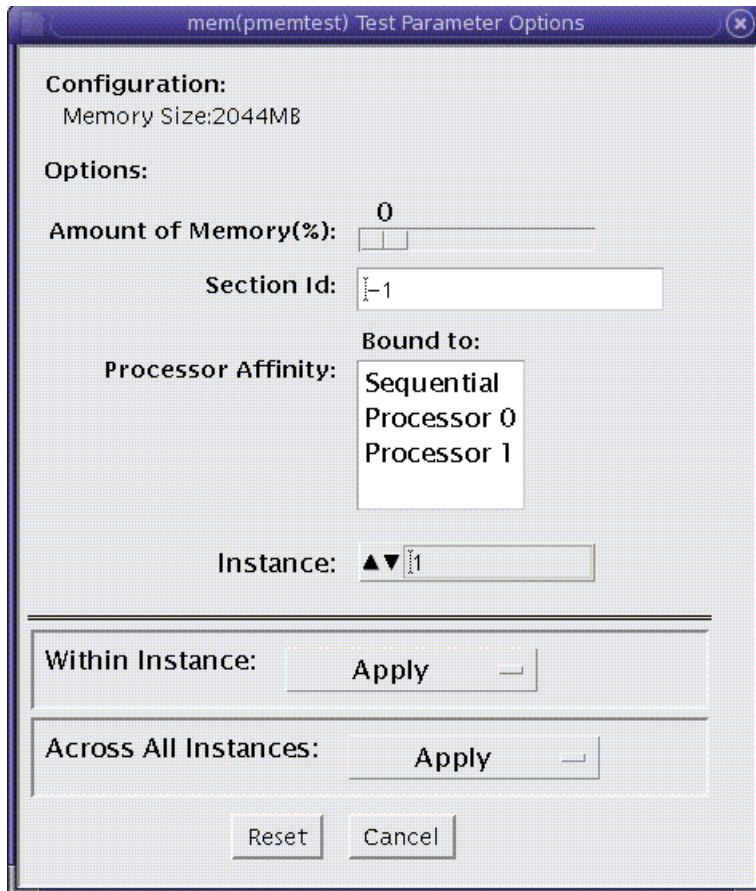 mem(pmemtest) Test Parameter Options
Configuration:
Memory Size:2044MB
Options:
0
Amount of Memory(%):
Section Id: -1
Bound to:
Processor Affinity:
Sequential
Processor 0
Processor 1
Instance: 1
Within Instance: Apply
Across All Instances: Apply
Reset Cancel